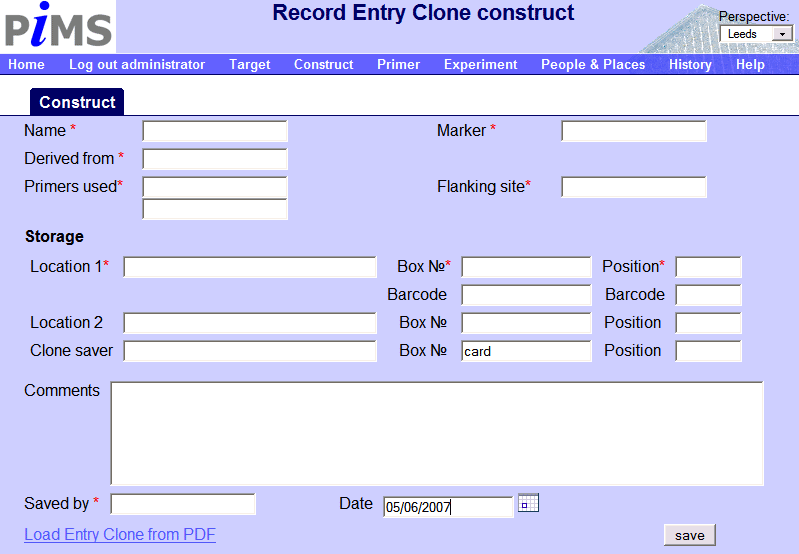 PiMS
Record Entry Clone construct
Perspective:
Leeds
Home Log out administrator Target Construct Primer Experiment People & Places History Help
Construct
Name * Marker *
Derived from *
Primers used* Flanking site*
Storage
Location 1* Box №* Position*
Barcode Barcode
Location 2 Box № Position
Clone saver Box № card Position
Comments
Saved by * Date 05/06/2007
Load Entry Clone from PDF save